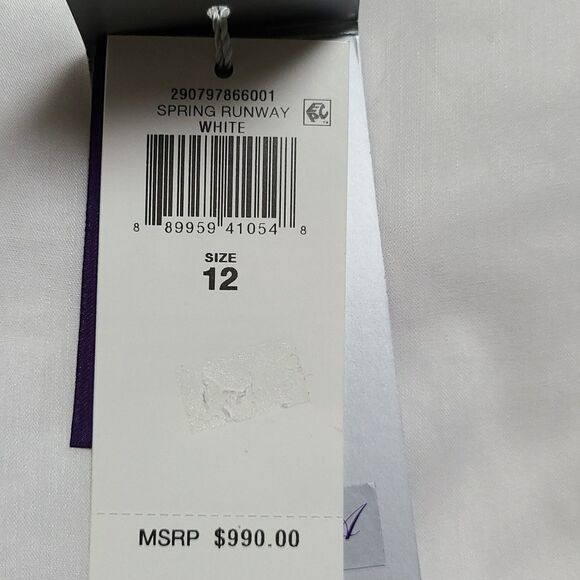 290797866001
SPRING RUNWAY
WHITE
8 89959 41054 8
SIZE
12
MSRP $990.00